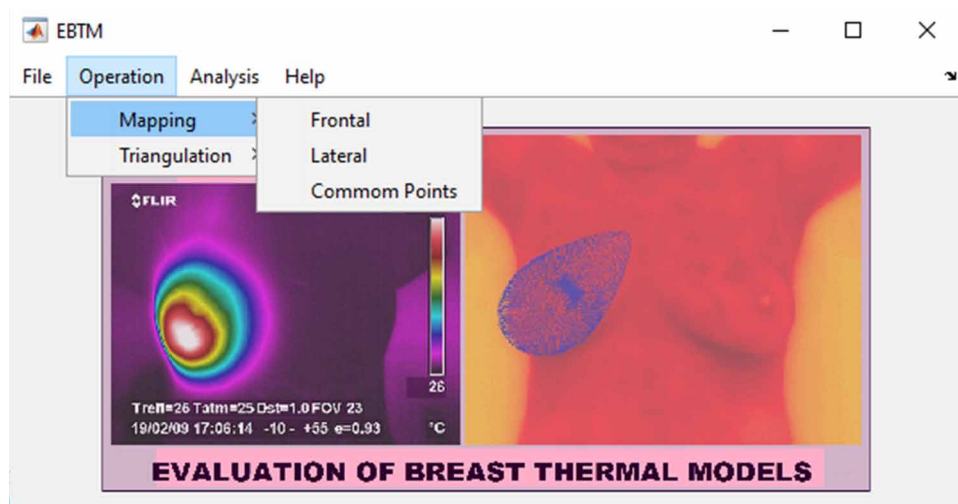 EBTM
File Operation Analysis Help
Mapping
Triangulation
Frontal
Lateral
Commom Points
FLIR
26
Trefl=26 Tatm=25 Dst=1.0 FOV 23
19/02/09 17:06:14 -10 - +55 e=0.93 °C
EVALUATION OF BREAST THERMAL MODELS